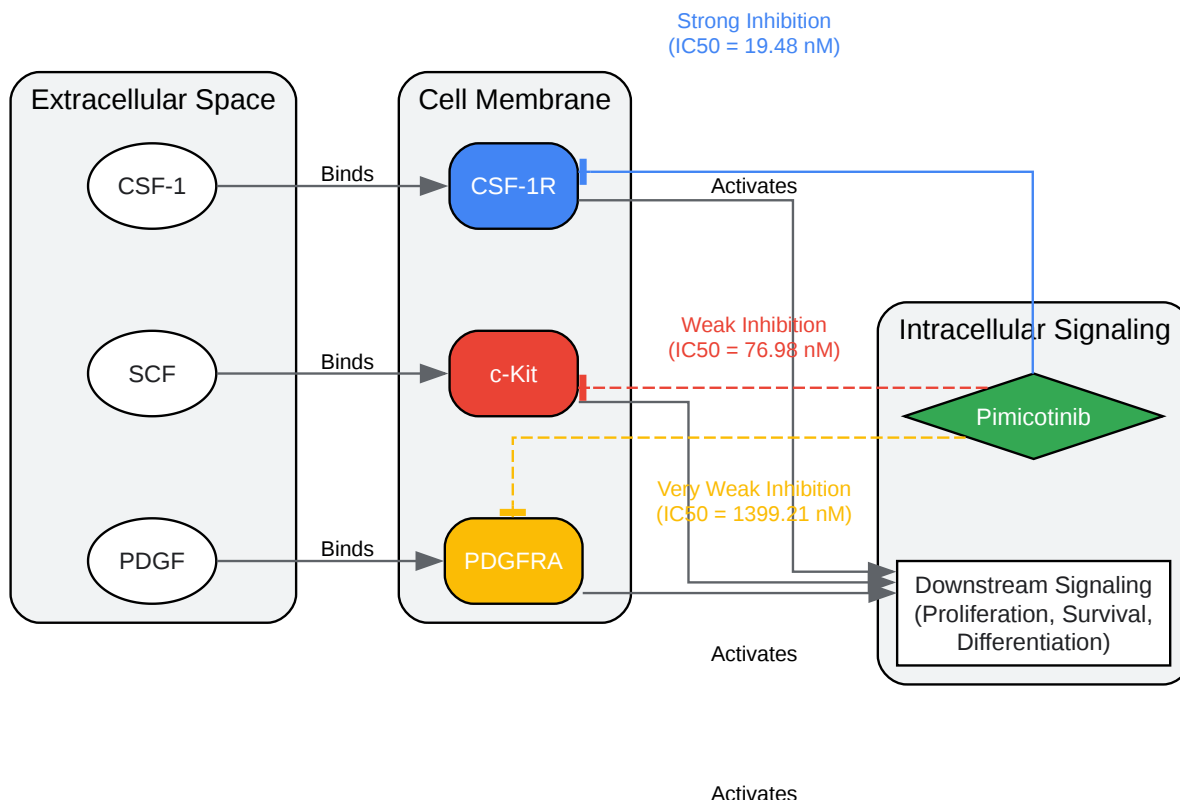 Strong Inhibition
(IC50 = 19.48 nM)
Extracellular Space
Cell Membrane
CSF-1
Binds
CSF-1R
Activates
Weak Inhibition
(IC50 = 76.98 nM)
Intracellular Signaling
SCF
Binds
c-Kit
Pimicotinib
Very Weak Inhibition
(IC50 = 1399.21 nM)
PDGF
Binds
PDGFRA
Downstream Signaling
(Proliferation, Survival,
Differentiation)
Activates
Activates